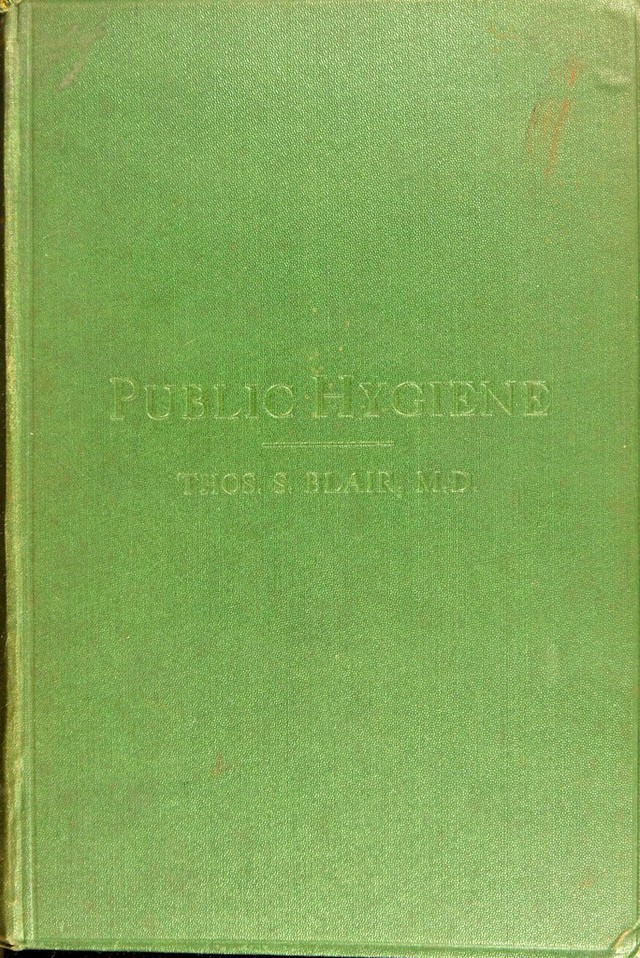 PUBLIC HYGIENE
THOS. S. BLAIR, M.D.